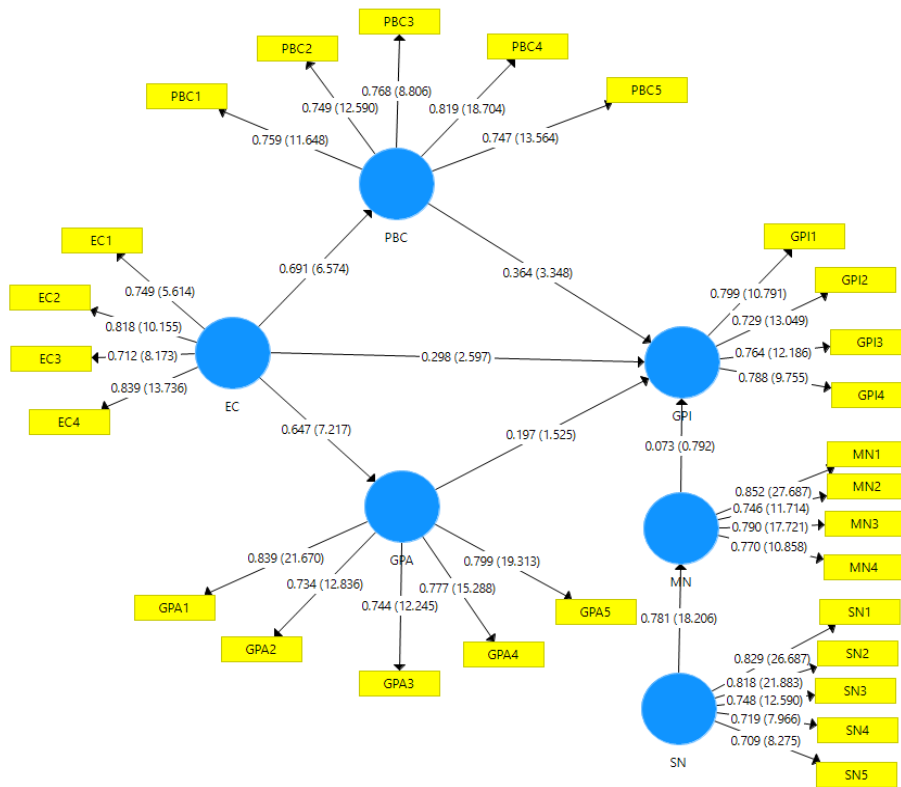 PBC3
PBC2
PBC4
PBC1
PBC5
0.768 (8.806)
0.749 (12.590)
0.819 (18.704)
0.759 (11.648)
0.747 (13.564)
PBC
EC1
EC2
EC3
EC4
0.749 (5.614)
0.818 (10.155)
0.712 (8.173)
0.839 (13.736)
EC
0.691 (6.574)
0.364 (3.348)
0.298 (2.597)
0.647 (7.217)
0.197 (1.525)
GPI1
GPI2
GPI3
GPI4
0.799 (10.791)
0.729 (13.049)
0.764 (12.186)
0.788 (9.755)
GPI
0.073 (0.792)
MN1
MN2
MN3
MN4
0.852 (27.687)
0.746 (11.714)
0.790 (17.721)
0.770 (10.858)
MN
GPA
0.839 (21.670)
0.734 (12.836)
0.744 (12.245)
0.777 (15.288)
0.799 (19.313)
GPA1
GPA2
GPA3
GPA4
GPA5
0.781 (18.206)
SN1
SN2
SN3
SN4
SN5
0.829 (26.687)
0.818 (21.883)
0.748 (12.590)
0.719 (7.966)
0.709 (8.275)
SN